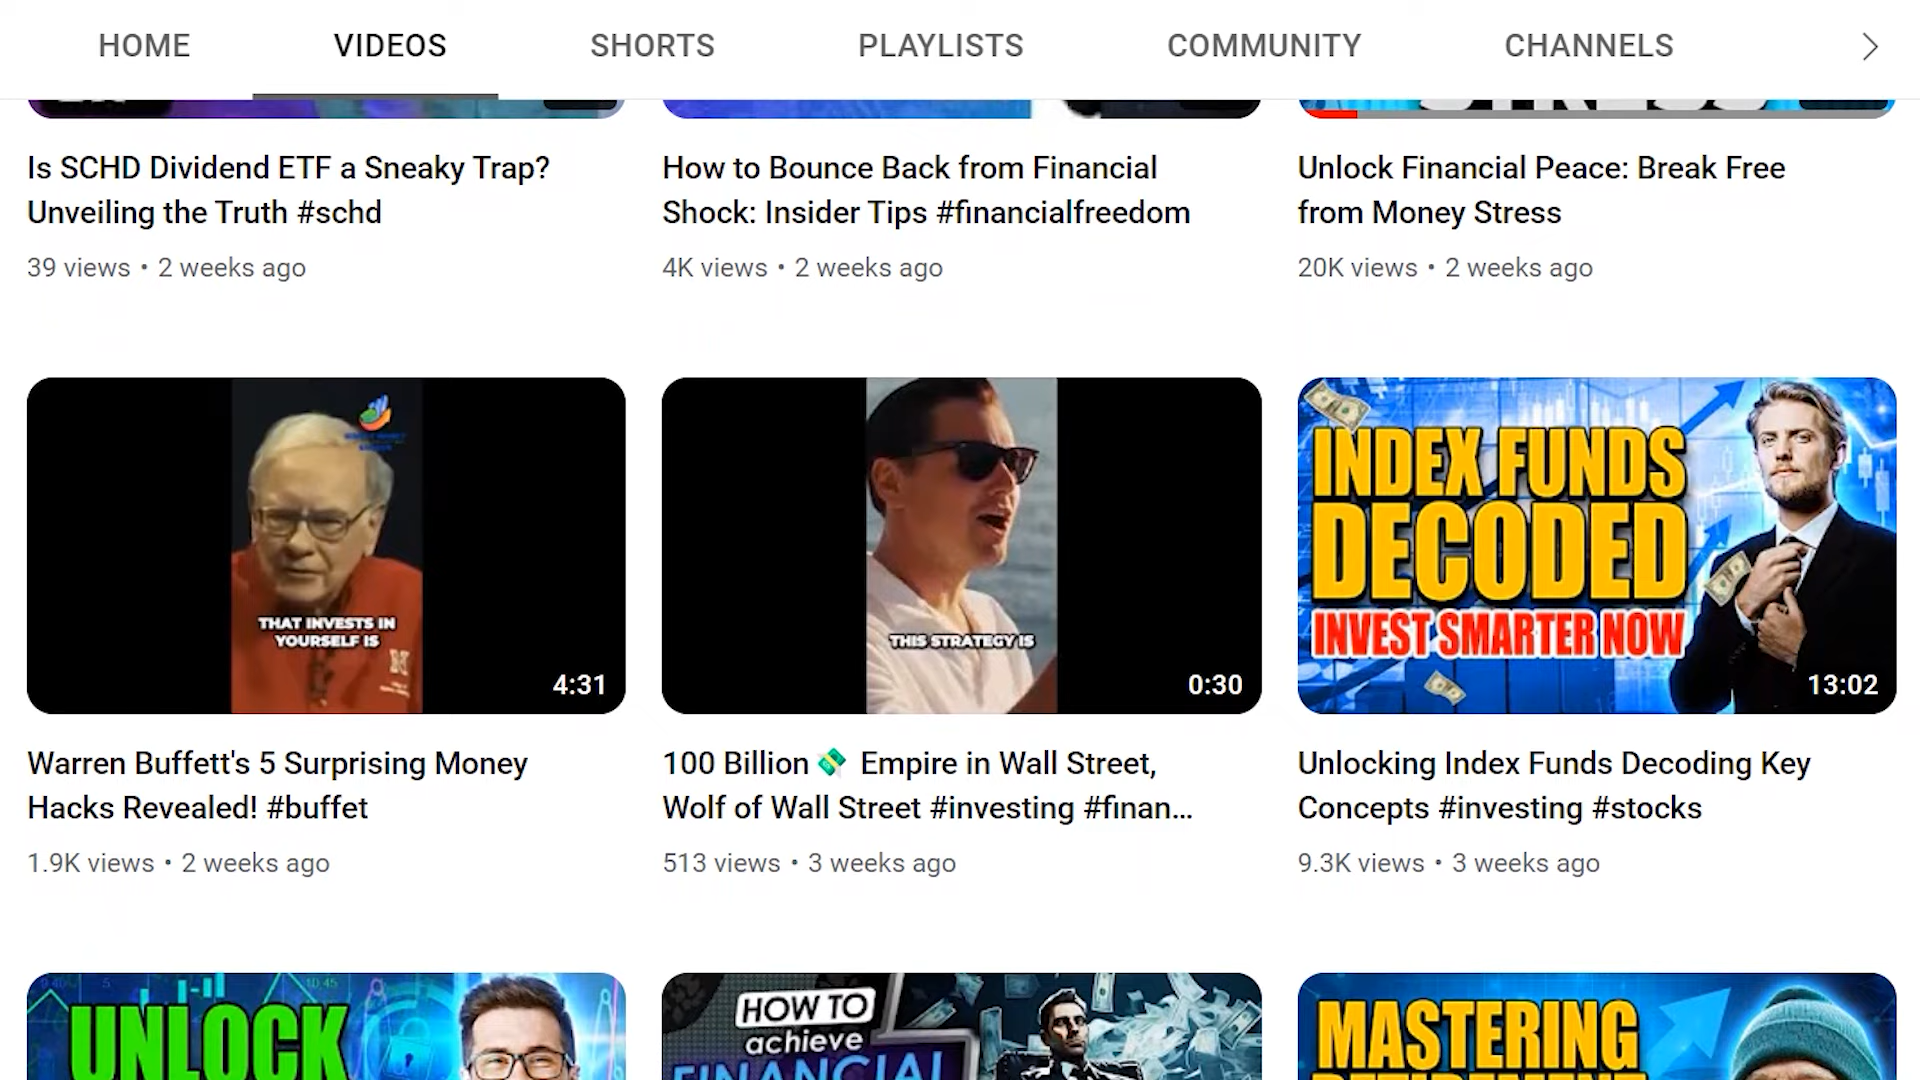 HOME VIDEOS SHORTS PLAYLISTS COMMUNITY CHANNELS
Is SCHD Dividend ETF a Sneaky Trap?
Unveiling the Truth #schd
39 views • 2 weeks ago
How to Bounce Back from Financial
Shock: Insider Tips #financialfreedom
4K views • 2 weeks ago
Unlock Financial Peace: Break Free
from Money Stress
20K views • 2 weeks ago
THAT INVESTS IN
YOURSELF IS
4:31
Warren Buffett's 5 Surprising Money
Hacks Revealed! #buffet
1.9K views • 2 weeks ago
THIS STRATEGY IS
0:30
100 Billion 💸 Empire in Wall Street,
Wolf of Wall Street #investing #finan...
513 views • 3 weeks ago
INDEX FUNDS
DECODED
INVEST SMARTER NOW
13:02
Unlocking Index Funds Decoding Key
Concepts #investing #stocks
9.3K views • 3 weeks ago
UNLOCK
HOW TO
achieve
FINANCIAL
MASTERING
RETIREMENT